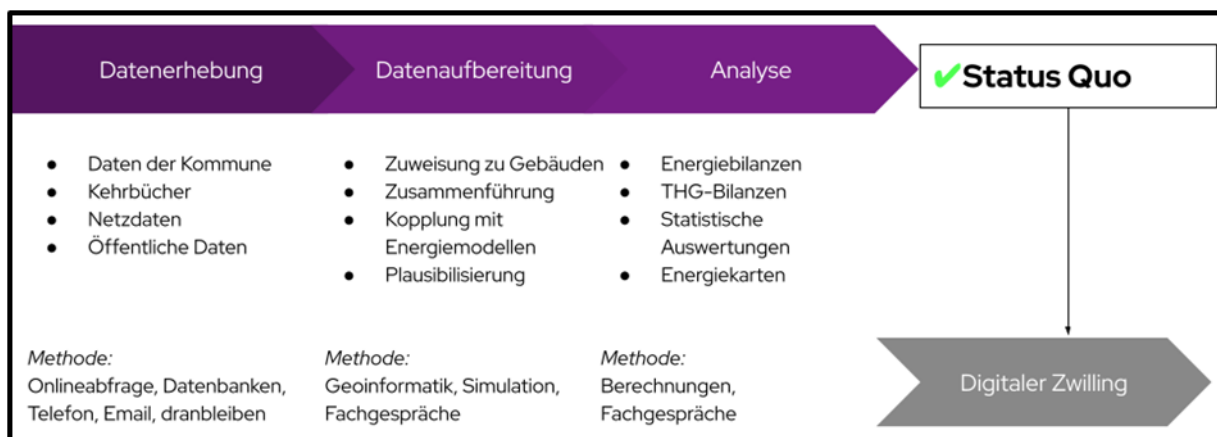 Datenerhebung
Datenaufbereitung
Analyse
✔Status Quo
● Daten der Kommune
● Kehrbücher
● Netzdaten
● Öffentliche Daten
● Zuweisung zu Gebäuden
● Zusammenführung
● Kopplung mit
Energiemodellen
● Plausibilisierung
● Energiebilanzen
● THG-Bilanzen
● Statistische
Auswertungen
● Energiekarten
Methode:
Onlineabfrage, Datenbanken,
Telefon, Email, dranbleiben
Methode:
Geoinformatik, Simulation,
Fachgespräche
Methode:
Berechnungen,
Fachgespräche
Digitaler Zwilling